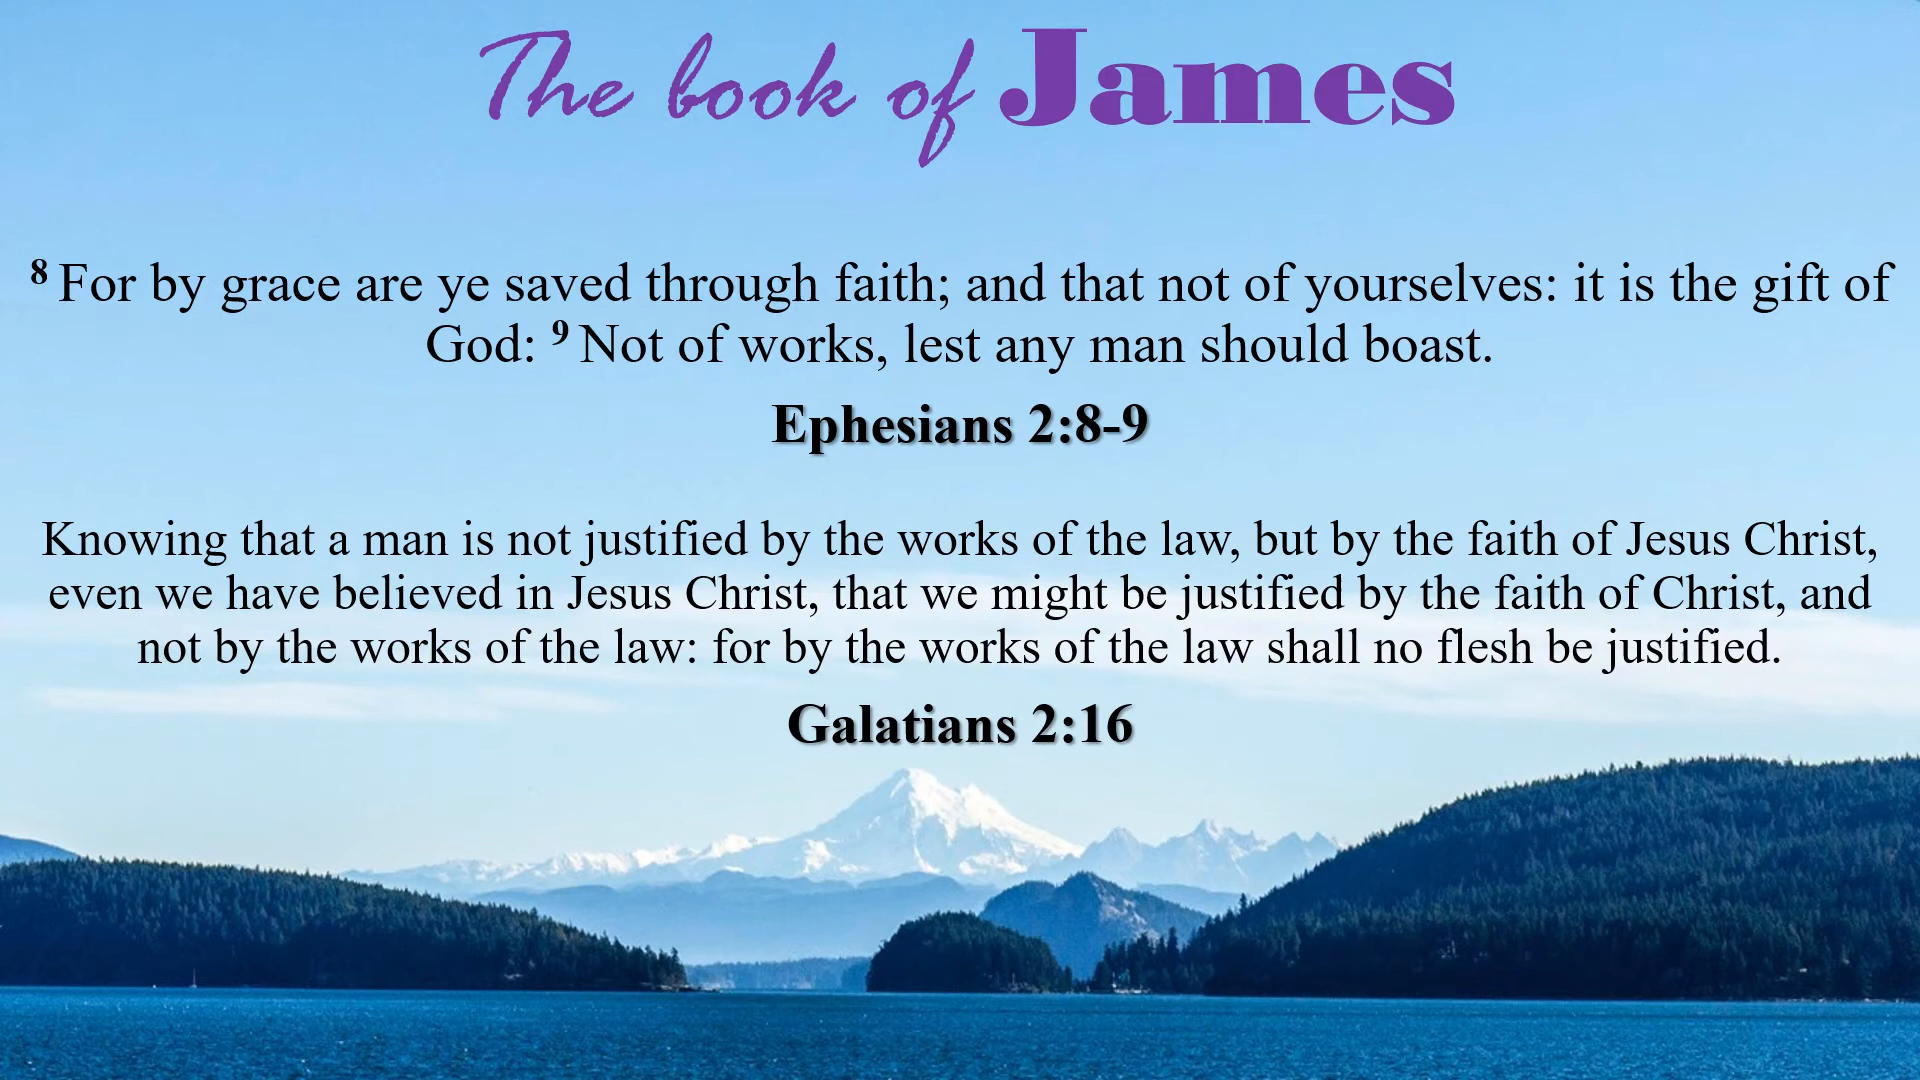 The book of James
8 For by grace are ye saved through faith; and that not of yourselves: it is the gift of
God: 9 Not of works, lest any man should boast.
Ephesians 2:8-9
Knowing that a man is not justified by the works of the law, but by the faith of Jesus Christ,
even we have believed in Jesus Christ, that we might be justified by the faith of Christ, and
not by the works of the law: for by the works of the law shall no flesh be justified.
Galatians 2:16